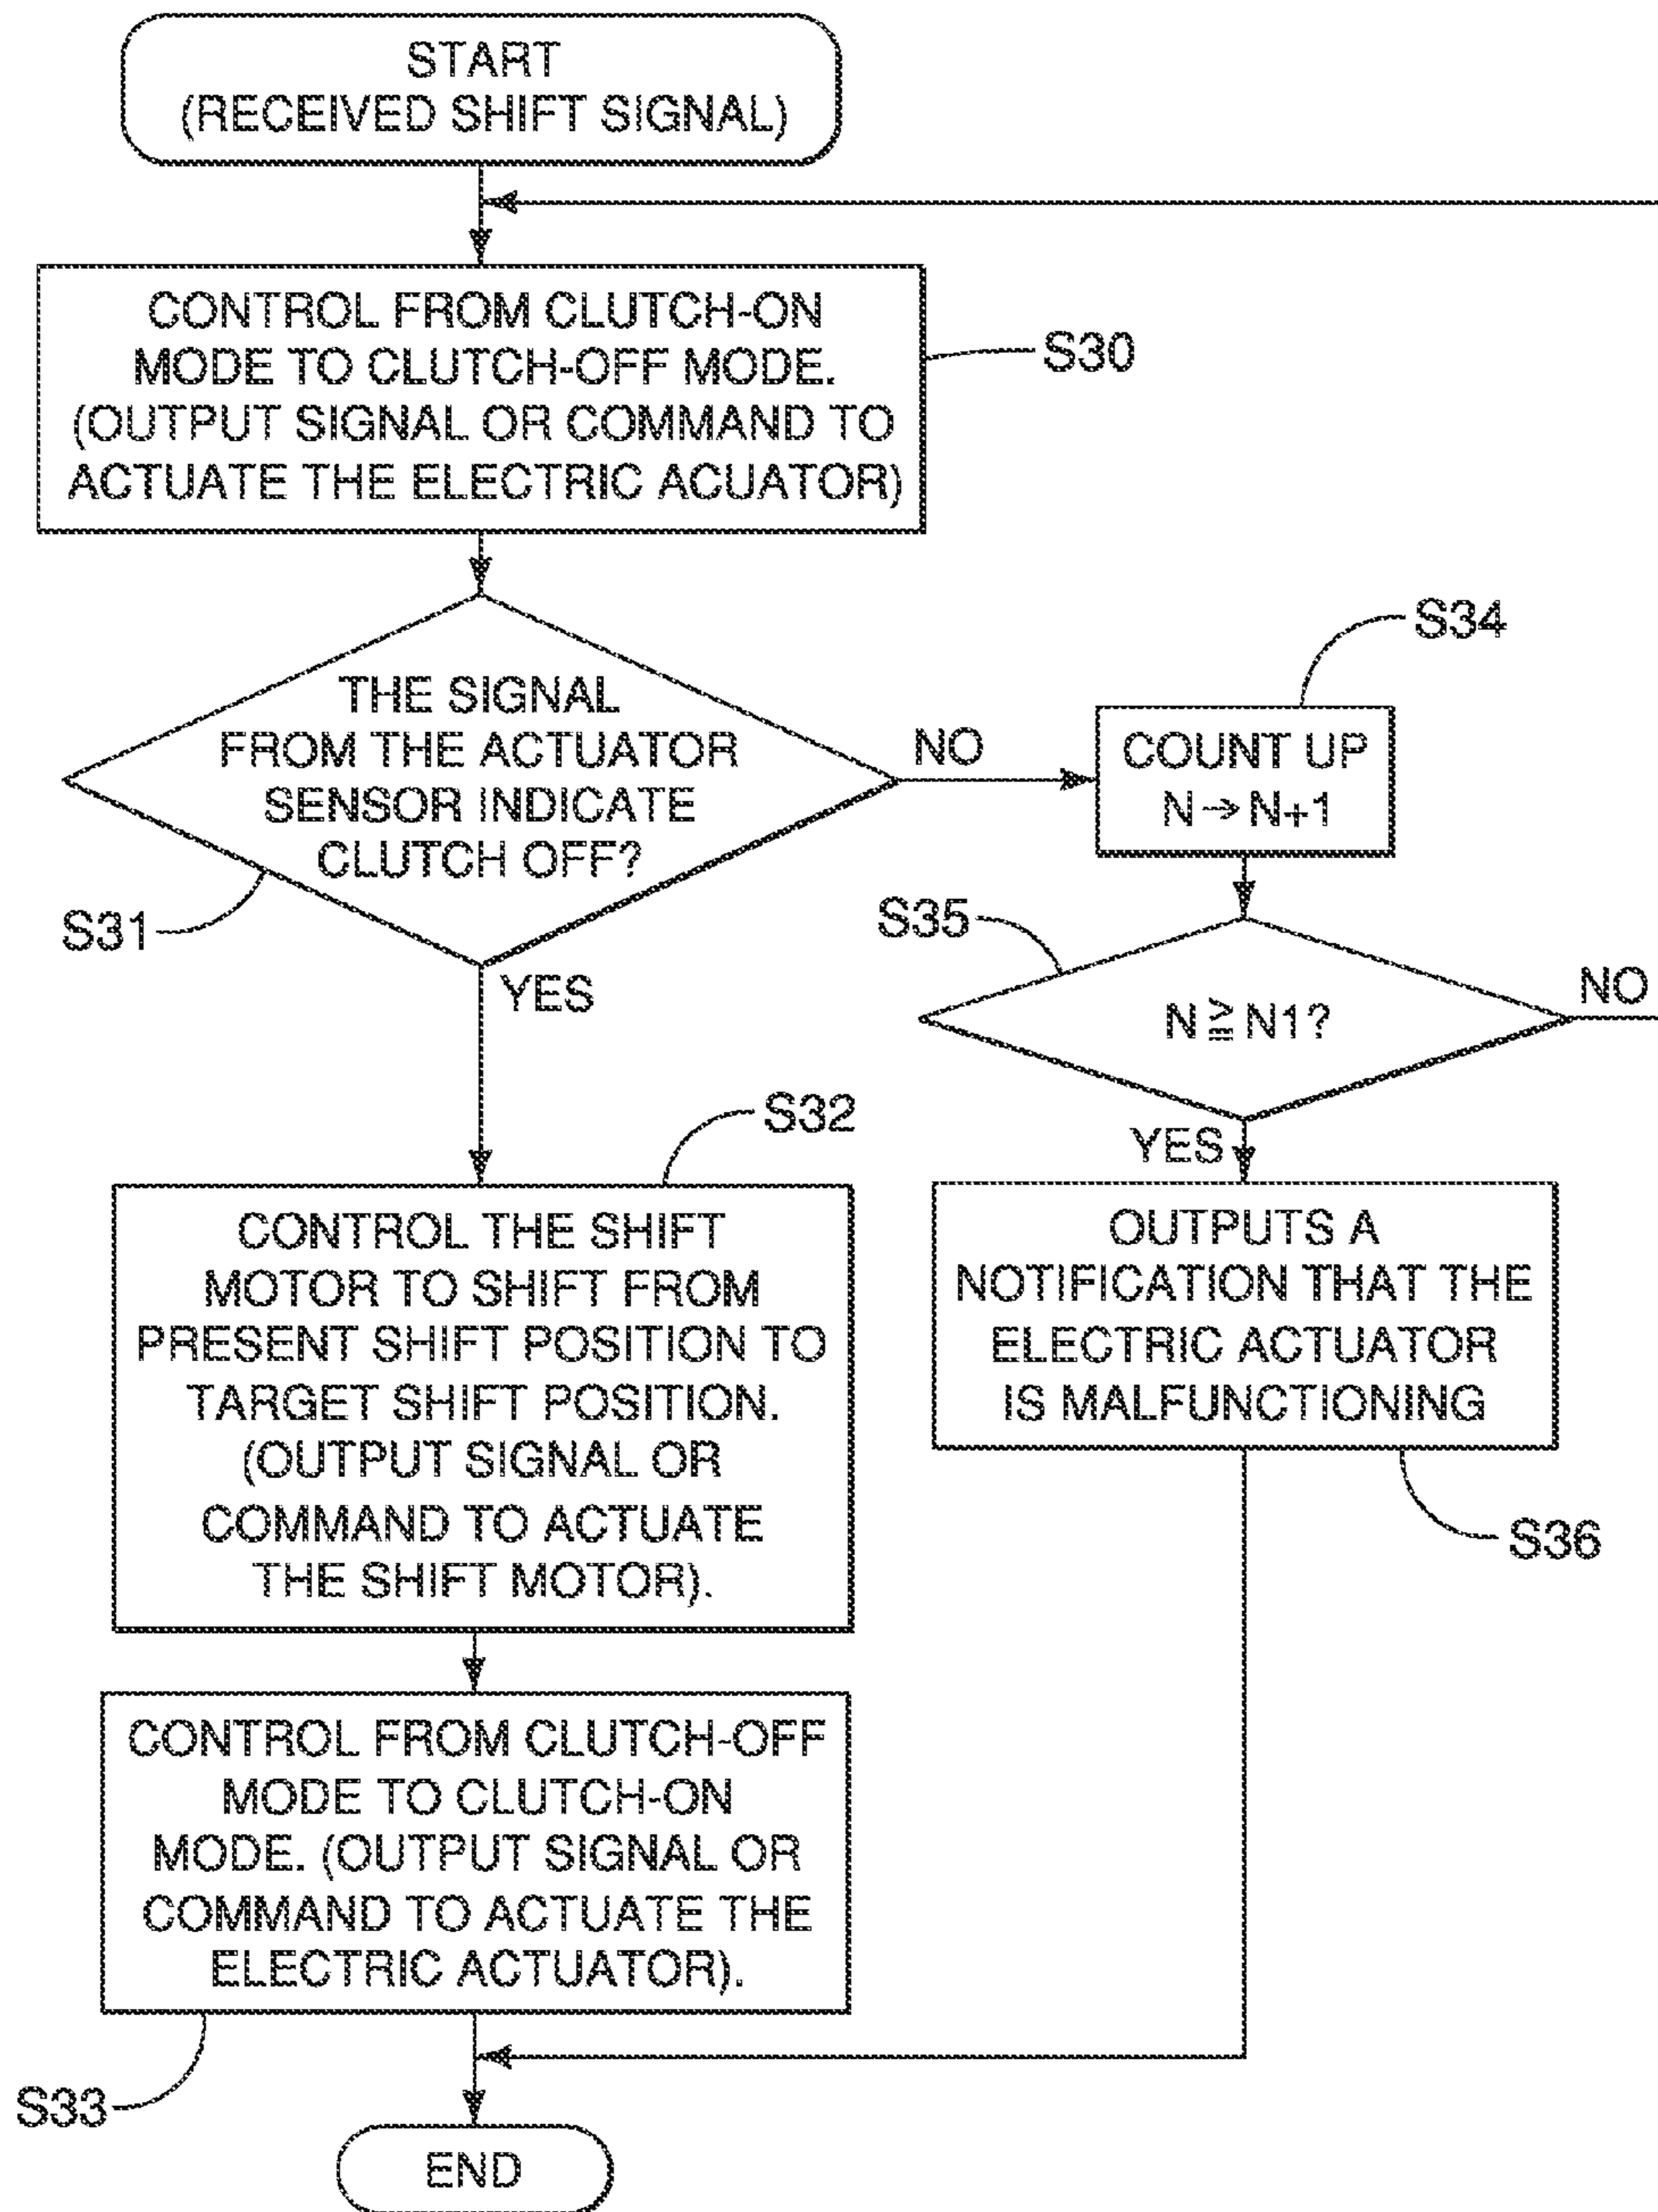 START
(RECEIVED SHIFT SIGNAL)
CONTROL FROM CLUTCH-ON
MODE TO CLUTCH-OFF MODE.
(OUTPUT SIGNAL OR COMMAND TO
ACTUATE THE ELECTRIC ACUATOR)
S30
THE SIGNAL
FROM THE ACTUATOR
SENSOR INDICATE
CLUTCH OFF?
S31
NO
YES
S34
COUNT UP
N→N+1
S35
N≧N1?
NO
YES
S32
CONTROL THE SHIFT
MOTOR TO SHIFT FROM
PRESENT SHIFT POSITION TO
TARGET SHIFT POSITION.
(OUTPUT SIGNAL OR
COMMAND TO ACTUATE
THE SHIFT MOTOR).
OUTPUTS A
NOTIFICATION THAT THE
ELECTRIC ACTUATOR
IS MALFUNCTIONING
S36
CONTROL FROM CLUTCH-OFF
MODE TO CLUTCH-ON
MODE. (OUTPUT SIGNAL OR
COMMAND TO ACTUATE THE
ELECTRIC ACTUATOR).
S33
END